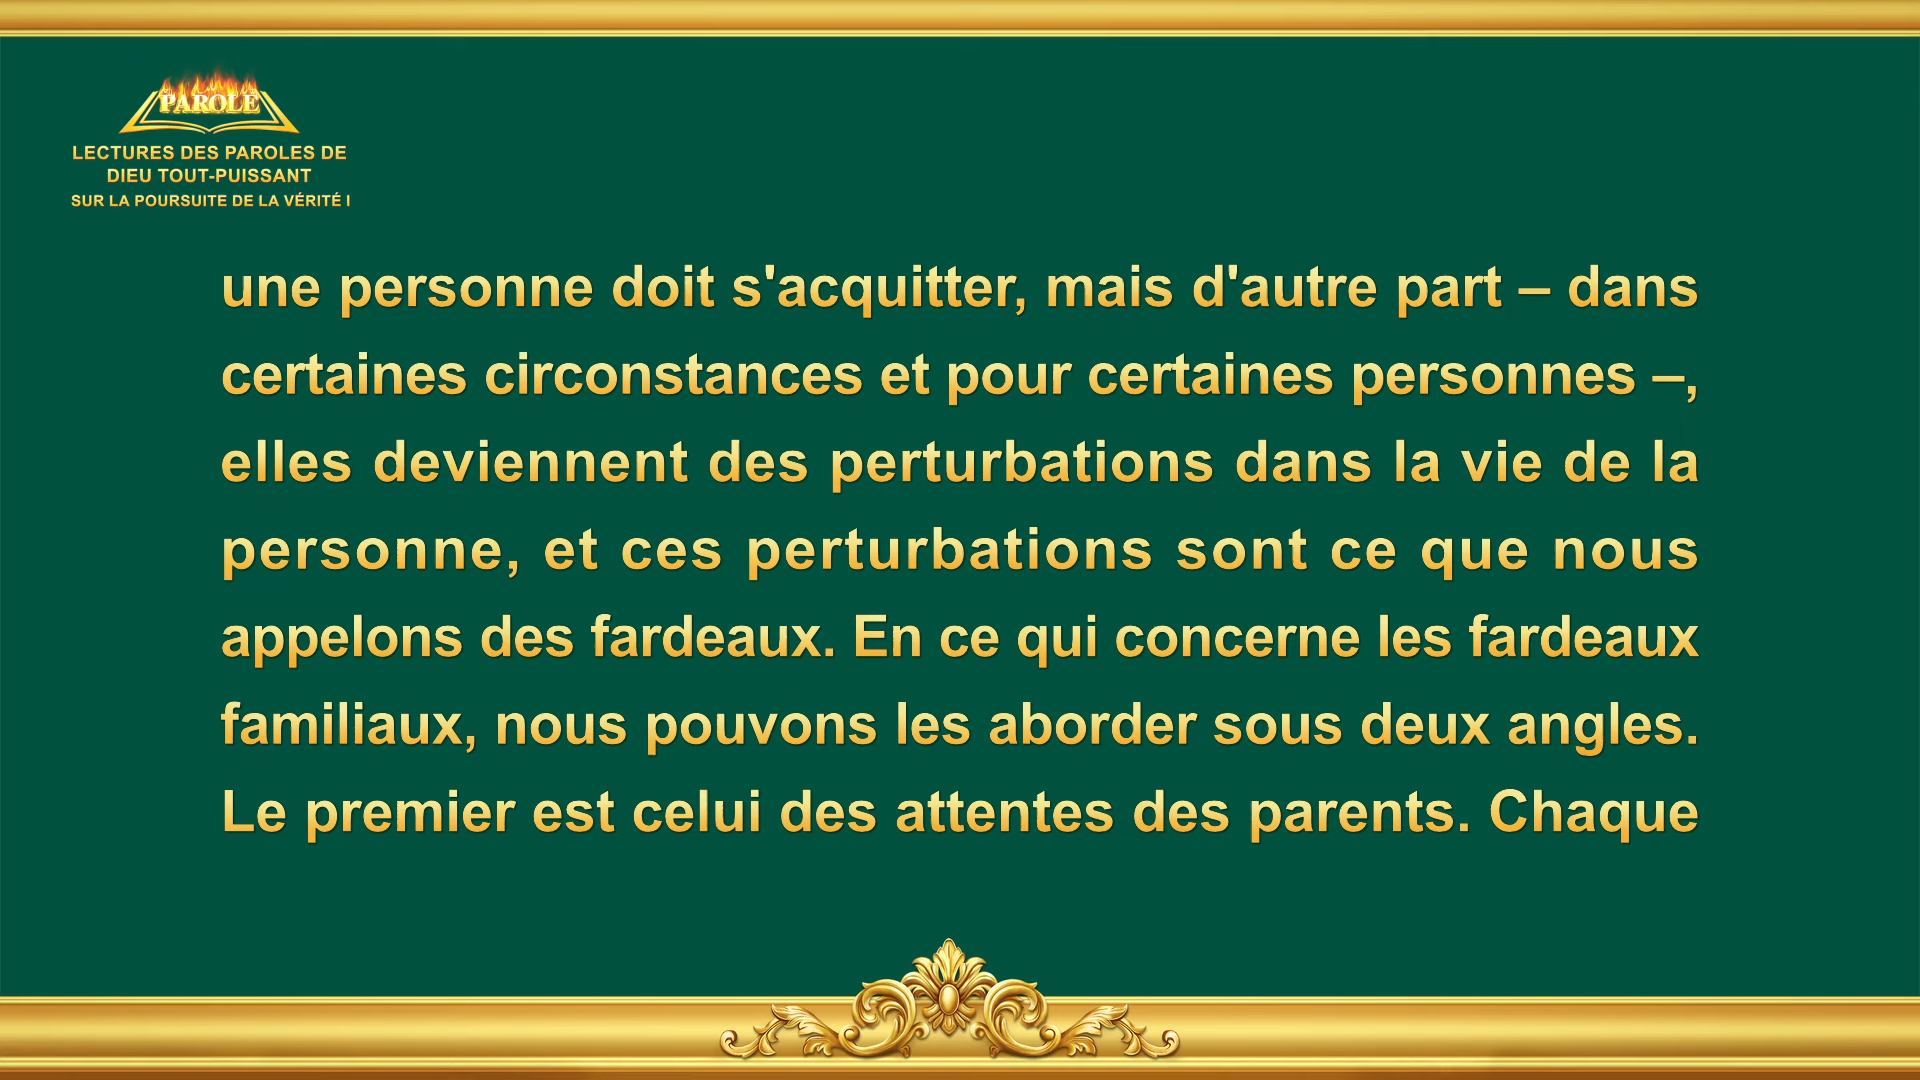 PAROLE
LECTURES DES PAROLES DE
DIEU TOUT-PUISSANT
SUR LA POURSUITE DE LA VÉRITÉ I
une personne doit s'acquitter, mais d'autre part – dans
certaines circonstances et pour certaines personnes –,
elles deviennent des perturbations dans la vie de la
personne, et ces perturbations sont ce que nous
appelons des fardeaux. En ce qui concerne les fardeaux
familiaux, nous pouvons les aborder sous deux angles.
Le premier est celui des attentes des parents. Chaque